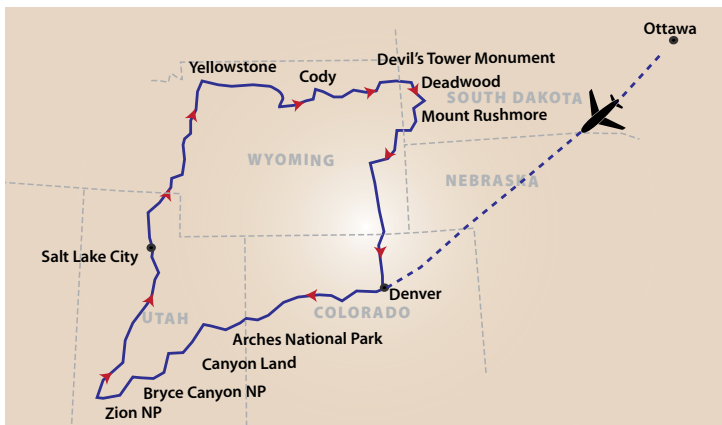 Ottawa
Devil's Tower Monument
Yellowstone
Cody
Deadwood
SOUTH DAKOTA
Mount Rushmore
WYOMING
NEBRASKA
Salt Lake City
Denver
UTAH
COLORADO
Arches National Park
Canyon Land
Bryce Canyon NP
Zion NP